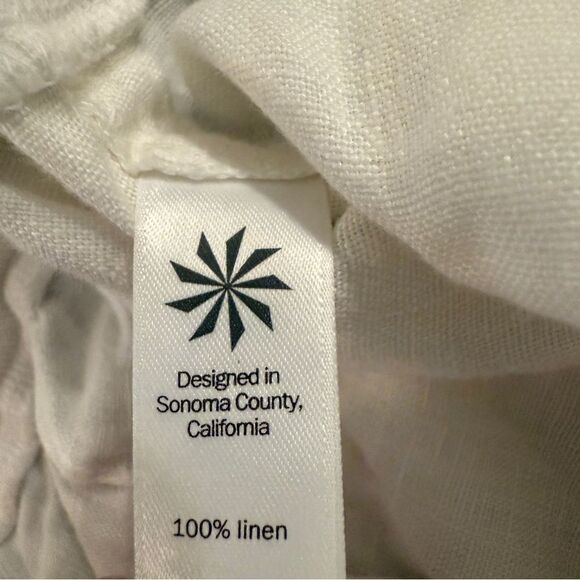 Designed in
Sonoma County,
California
100% linen